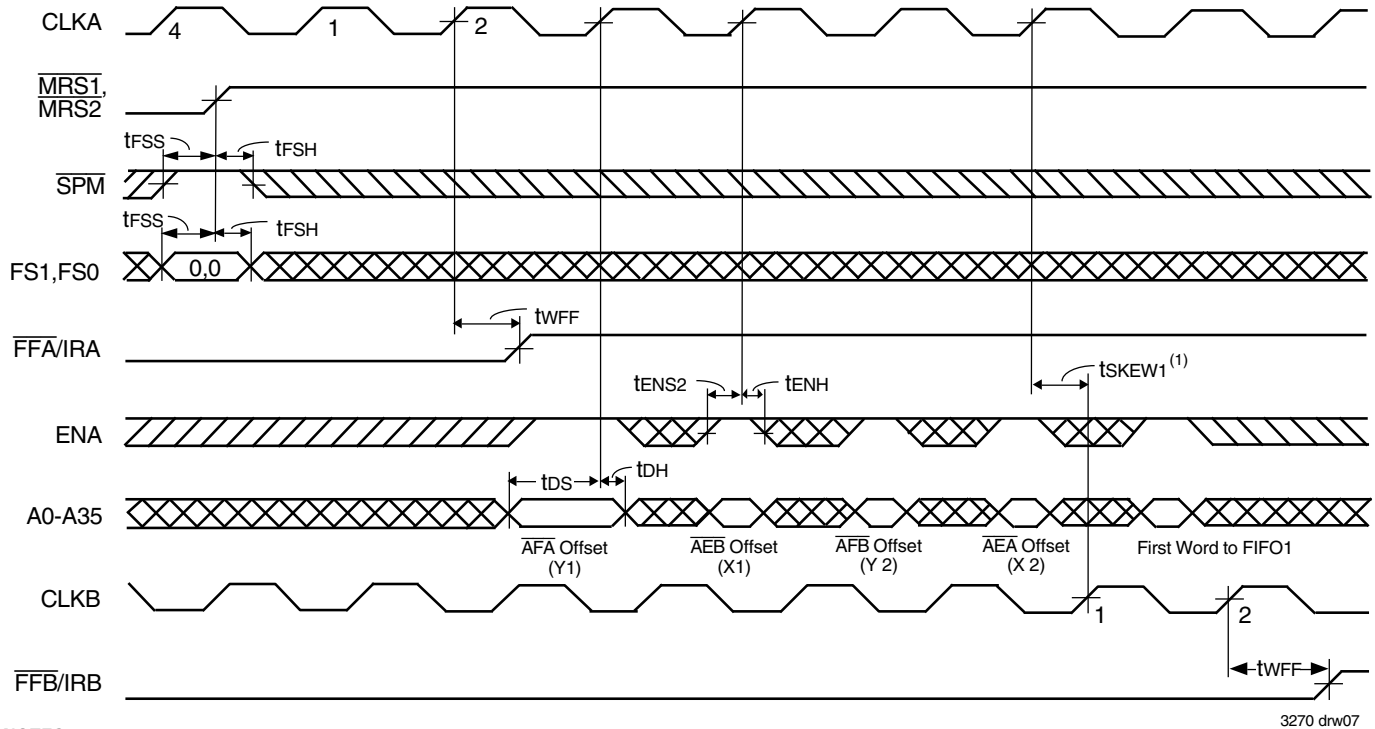 CLKA
4
1
2
MRS1,
MRS2
tFSS
tFSH
SPM
tFSS
tFSH
FS1,FS0
0,0
tWFF
FFA/IRA
tSKEW1(1)
tENS2
tENH
ENA
tDS
tDH
A0-A35
AFA Offset
(Y1)
AEB Offset
(X1)
AFB Offset
(Y 2)
AEA Offset
(X 2)
First Word to FIFO1
CLKB
1
2
tWFF
FFB/IRB
3270 drw07